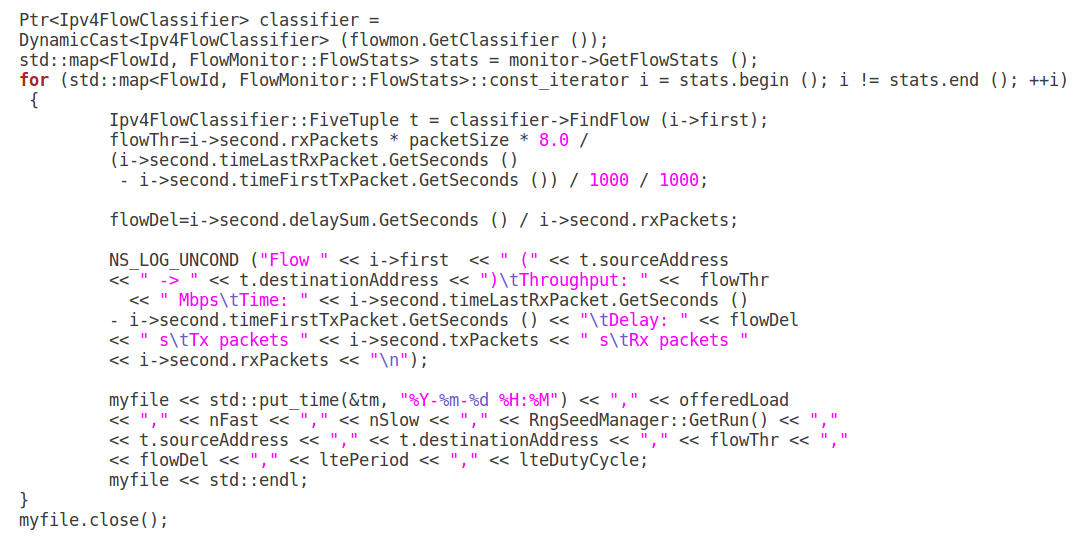 Ptr<Ipv4FlowClassifier> classifier =
DynamicCast<Ipv4FlowClassifier> (flowmon.GetClassifier ());
std::map<FlowId, FlowMonitor::FlowStats> stats = monitor->GetFlowStats ();
for (std::map<FlowId, FlowMonitor::FlowStats>::const_iterator i = stats.begin (); i != stats.end (); ++i)
 {
         Ipv4FlowClassifier::FiveTuple t = classifier->FindFlow (i->first);
         flowThr=i->second.rxPackets * packetSize * 8.0 /
         (i->second.timeLastRxPacket.GetSeconds ()
          - i->second.timeFirstTxPacket.GetSeconds ()) / 1000 / 1000;

         flowDel=i->second.delaySum.GetSeconds () / i->second.rxPackets;

         NS_LOG_UNCOND ("Flow " << i->first  << " (" << t.sourceAddress
         << " -> " << t.destinationAddress << ")\tThroughput: " <<  flowThr
           << " Mbps\tTime: " << i->second.timeLastRxPacket.GetSeconds ()
         - i->second.timeFirstTxPacket.GetSeconds () << "\tDelay: " << flowDel
         << " s\tTx packets " << i->second.txPackets << " s\tRx packets "
         << i->second.rxPackets << "\n");

         myfile << std::put_time(&tm, "%Y-%m-%d %H:%M") << "," << offeredLoad
         << "," << nFast << "," << nSlow << "," << RngSeedManager::GetRun() << ","
         << t.sourceAddress << "," << t.destinationAddress << "," << flowThr << ","
         << flowDel << "," << ltePeriod << "," << lteDutyCycle;
         myfile << std::endl;
}
myfile.close();